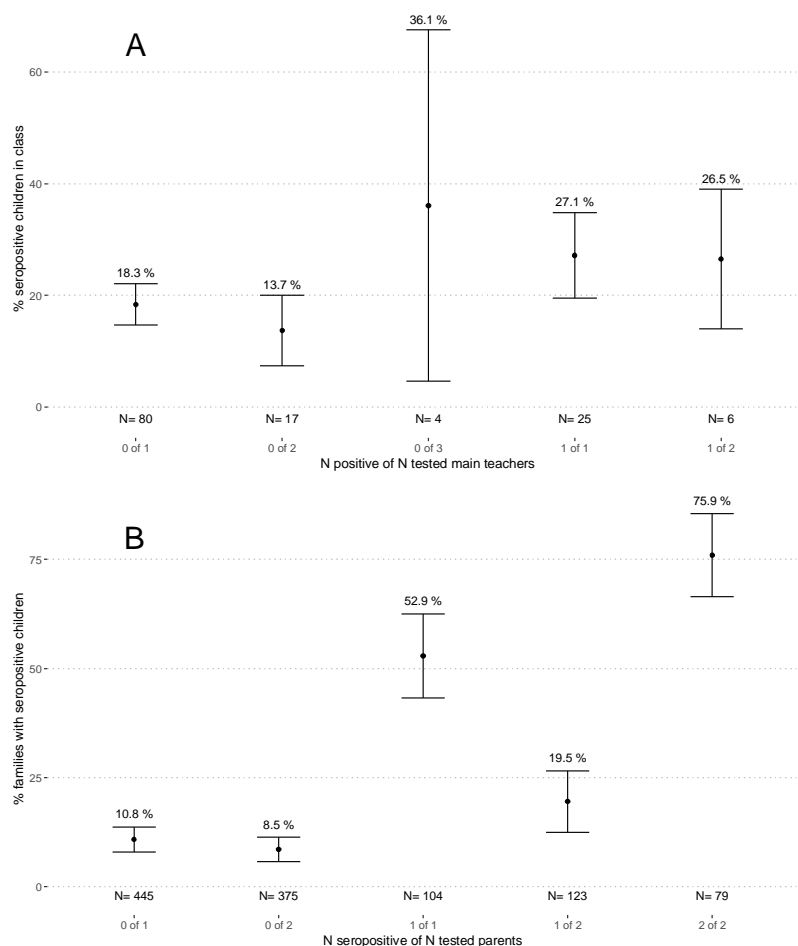 A
36.1 %
60
40
20
0
% seropositive children in class
18.3 %
13.7 %
27.1 %
26.5 %
N= 80
N= 17
N= 4
N= 25
N= 6
0 of 1
0 of 2
0 of 3
1 of 1
1 of 2
N positive of N tested main teachers
B
75.9 %
75
50
25
0
% families with seropositive children
10.8 %
8.5 %
52.9 %
19.5 %
N= 445
N= 375
N= 104
N= 123
N= 79
0 of 1
0 of 2
1 of 1
1 of 2
2 of 2
N seropositive of N tested parents